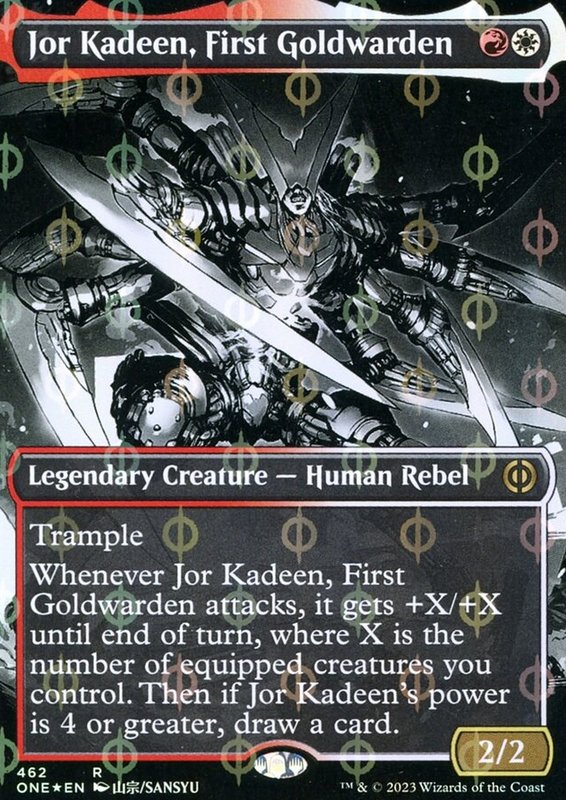 Jor Kadeen, First Goldwarden
Legendary Creature — Human Rebel
Trample
Whenever Jor Kadeen, First
Goldwarden attacks, it gets +X/+X
until end of turn, where X is the
number of equipped creatures you
control. Then if Jor Kadeen's power
is 4 or greater, draw a card.
2/2
462 R
ONE★EN 山宗/SANSYU
™ & © 2023 Wizards of the Coast